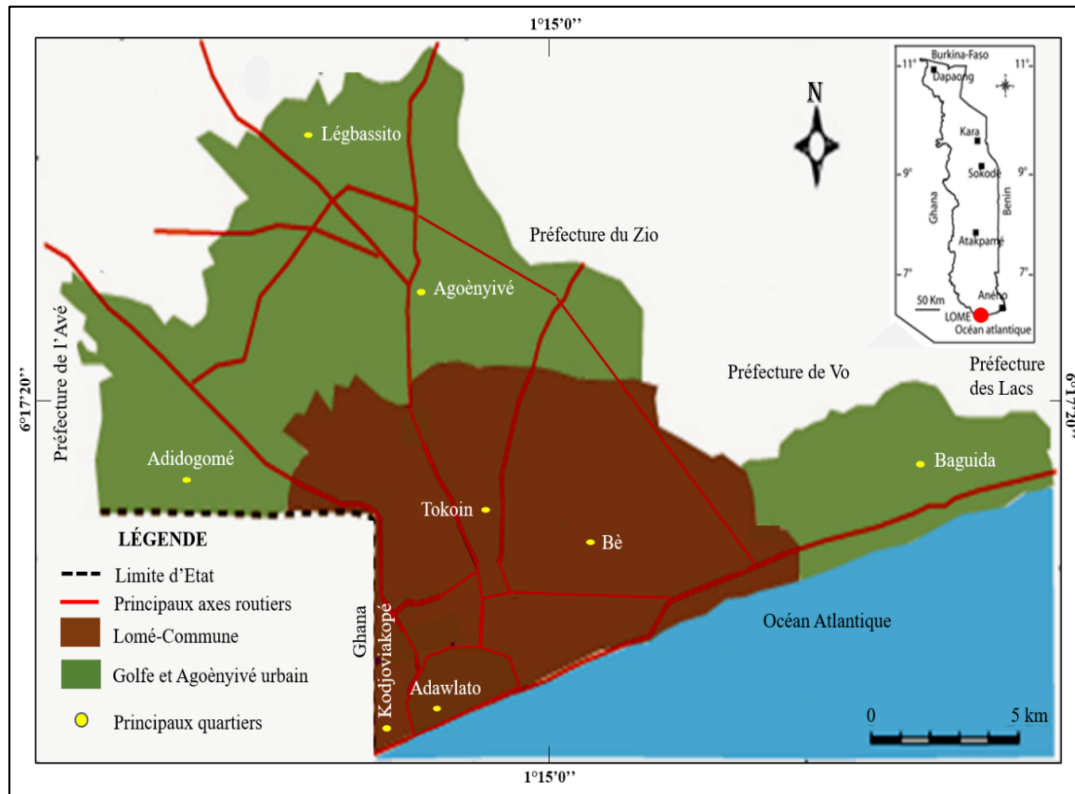 1°15’0’’
N
Burkina-Faso
11°
11°
Dapaong
Kara
9°
9°
Sokodé
Ghana
Benin
Atakpamé
7°
7°
Aného
50 Km
LOME
Océan atlantique
Légbassito
Préfecture du Zio
Agoènyivé
Préfecture de l’Avé
Préfecture de Vo
Préfecture
des Lacs
6°17’20’’
6°17’20’’
Adidogomé
Baguida
Tokoin
Bè
LÉGENDE
Limite d’Etat
Principaux axes routiers
Lomé-Commune
Golfe et Agoènyivé urbain
Principaux quartiers
Ghana
Kodjoviakopé
Adawlato
Océan Atlantique
0
5 km
1°15’0’’